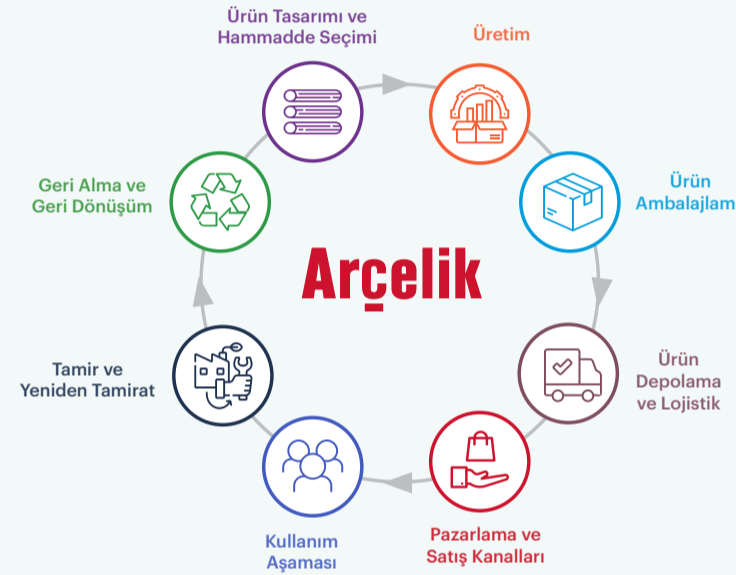 Ürün Tasarımı ve
Hammadde Seçimi
Üretim
Ürün
Ambalajlam
Ürün
Depolama
ve Lojistik
Pazarlama ve
Satış Kanalları
Kullanım
Aşaması
Tamir ve
Yeniden Tamirat
Geri Alma ve
Geri Dönüşüm
Arçelik